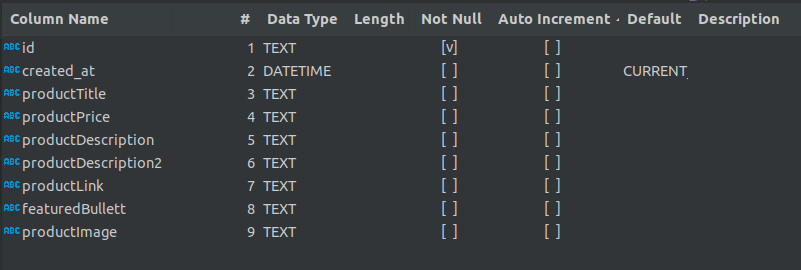 Column Name # Data Type Length Not Null Auto Increment Default Description
ABC id 1 TEXT [v] [ ]
ABC created_at 2 DATETIME [ ] [ ] CURRENT_
ABC productTitle 3 TEXT [ ] [ ]
ABC productPrice 4 TEXT [ ] [ ]
ABC productDescription 5 TEXT [ ] [ ]
ABC productDescription2 6 TEXT [ ] [ ]
ABC productLink 7 TEXT [ ] [ ]
ABC featuredBullett 8 TEXT [ ] [ ]
ABC productImage 9 TEXT [ ] [ ]